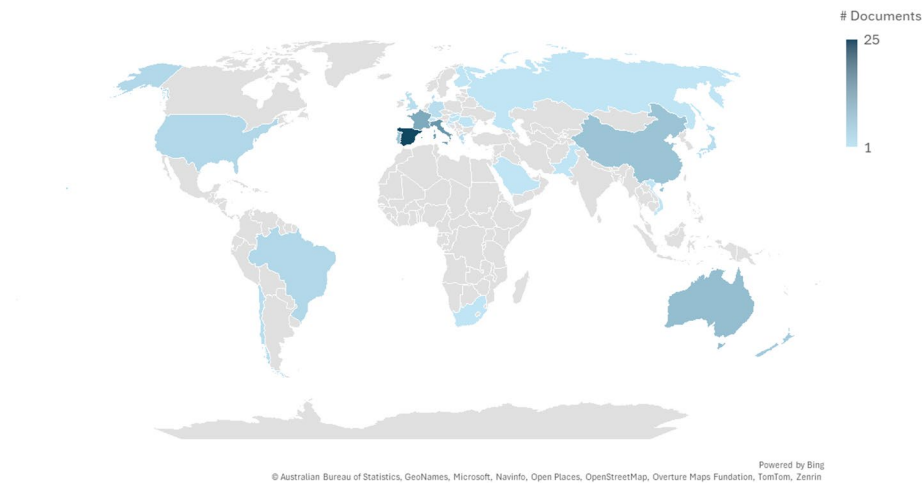 # Documents
25
1
Powered by Bing
© Australian Bureau of Statistics, GeoNames, Microsoft, Navinfo, Open Places, OpenStreetMap, Overture Maps Fundation, TomTom, Zenrin